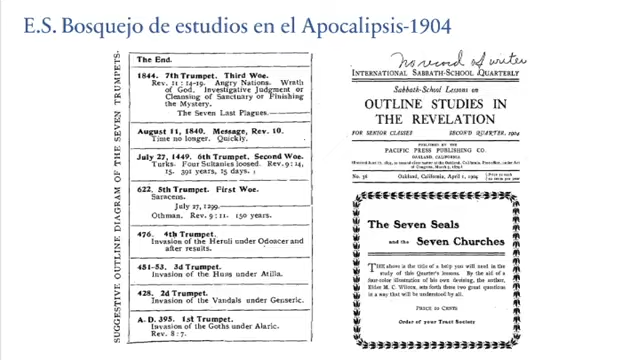 E.S. Bosquejo de estudios en el Apocalipsis-1904
SUGGESTIVE OUTLINE DIAGRAM OF THE SEVEN TRUMPETS.
The End.
1844. 7th Trumpet. Third Woe.
Rev. 11:14-19. Angry Nations. Wrath
of God. Investigative Judgment or
Cleansing of Sanctuary or Finishing
the Mystery.
The Seven Last Plagues.
August 11, 1840. Message, Rev. 10.
Time no longer. Quickly.
July 27, 1449. 6th Trumpet. Second Woe.
Turks. Four Sultanies loosed. Rev. 9:14,
15. 391 years, 15 days.
622. 5th Trumpet. First Woe.
Saracens.
July 27, 1299.
Othman. Rev. 9:11. 150 years.
476. 4th Trumpet.
Invasion of the Heruli under Odoacer and
after results.
451-53. 3d Trumpet.
Invasion of the Huns under Attila.
428. 2d Trumpet.
Invasion of the Vandals under Genseric.
A. D. 395. 1st Trumpet.
Invasion of the Goths under Alaric.
Rev. 8:7.
No record of writer
INTERNATIONAL SABBATH-SCHOOL QUARTERLY
Sabbath-School Lessons on
OUTLINE STUDIES IN
THE REVELATION
FOR SENIOR CLASSES SECOND QUARTER, 1904
PUBLISHED BY THE
PACIFIC PRESS PUBLISHING CO.
OAKLAND, CALIFORNIA
No. 36 Oakland, California, April 1, 1904
The Seven Seals
and the Seven Churches
THE above is the title of a help you will need in the
study of this Quarter's lessons. By the aid of a
four-color illustration of his own devising, the author,
Elder M. C. Wilcox, sets forth these two great questions
in a way that will be understood by all.
PRICE 10 CENTS
Order of your Tract Society